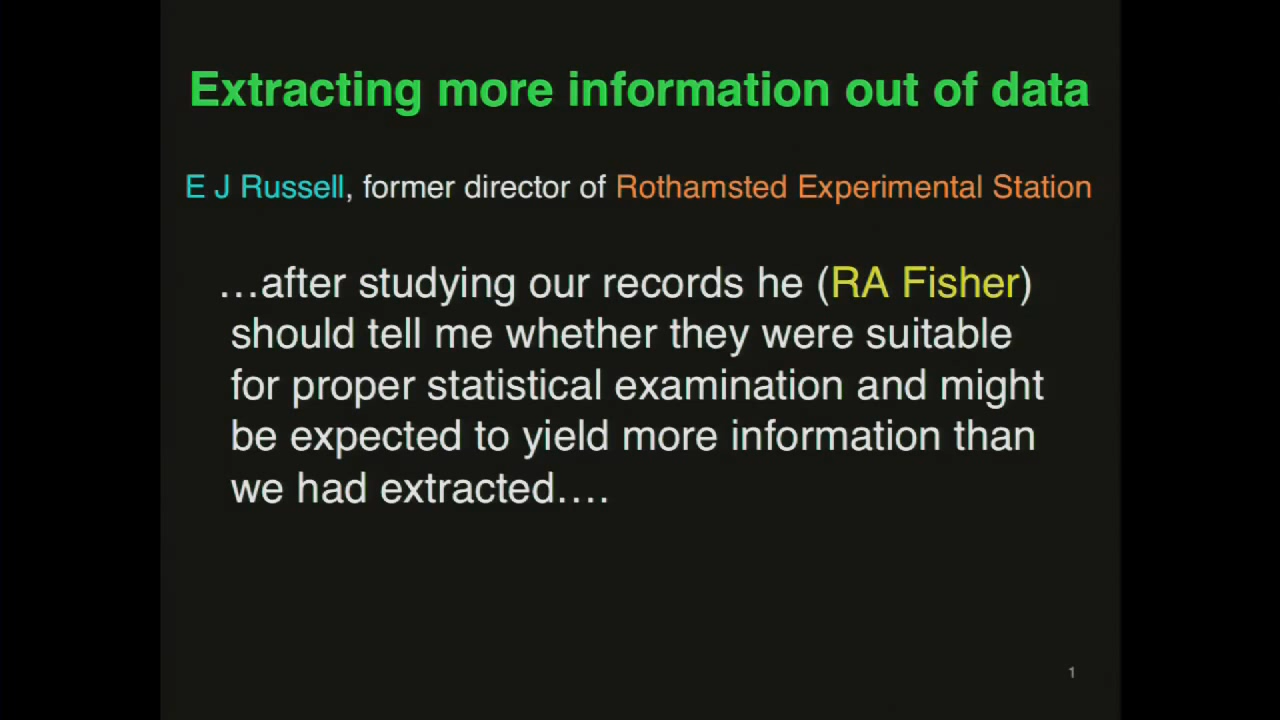 Extracting more information out of data
E J Russell, former director of Rothamsted Experimental Station
…after studying our records he (RA Fisher)
should tell me whether they were suitable
for proper statistical examination and might
be expected to yield more information than
we had extracted….
1